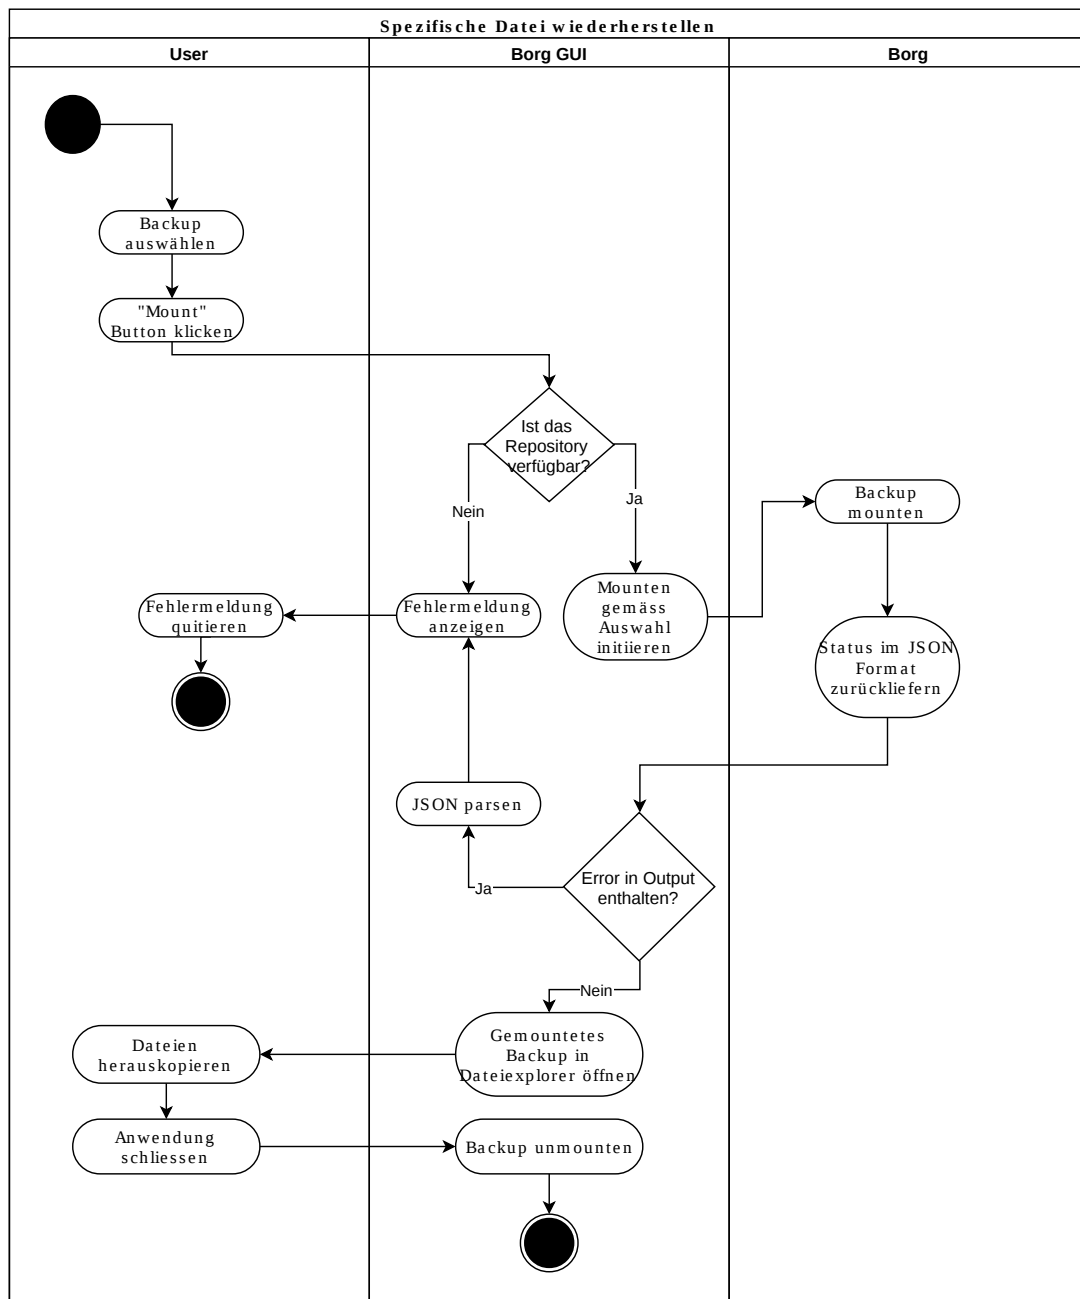 Spezifische Datei wiederherstellen
User
Borg GUI
Borg
Backup
auswählen
"Mount"
Button klicken
Ist das
Repository
verfügbar?
Nein
Ja
Backup
mounten
Mounten
gemäss
Auswahl
initiieren
Fehlermeldung
anzeigen
Fehlermeldung
quitieren
Status im JSON
Format
zurückliefern
JSON parsen
Error in Output
enthalten?
Ja
Nein
Gemountetes
Backup in
Dateiexplorer öffnen
Dateien
herauskopieren
Anwendung
schliessen
Backup unmounten